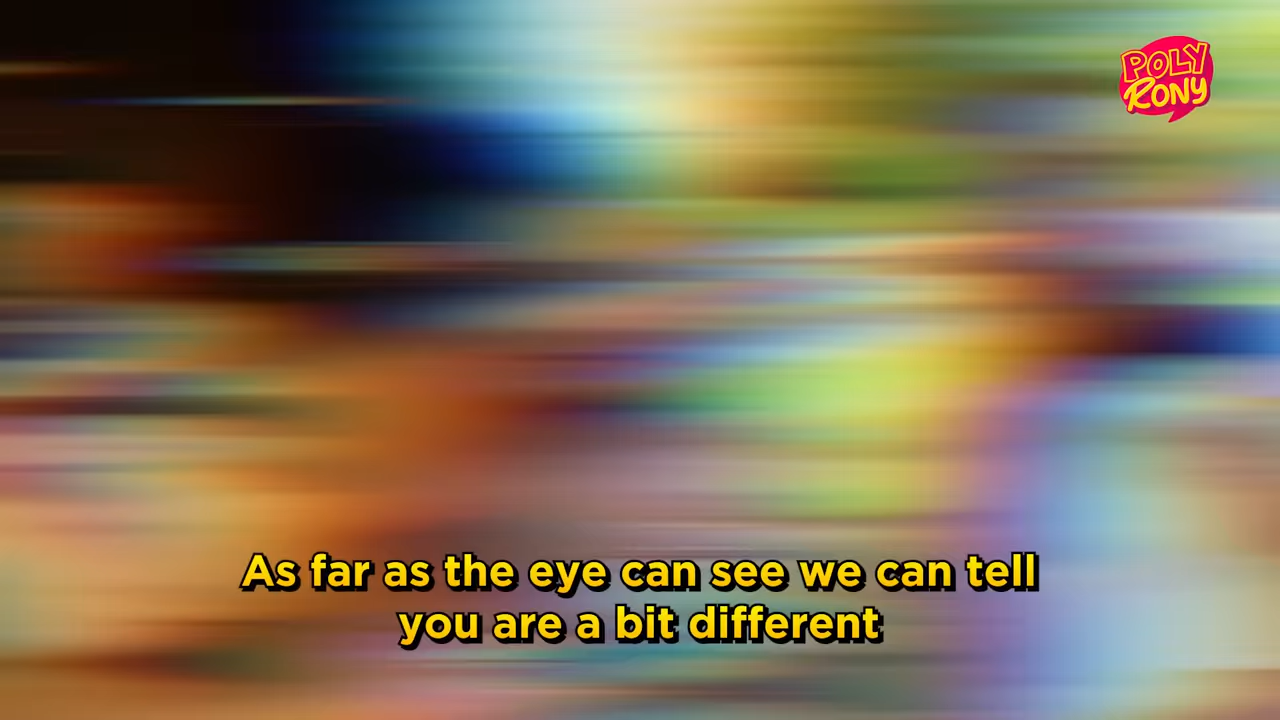 POLY
RONY
As far as the eye can see we can tell
you are a bit different